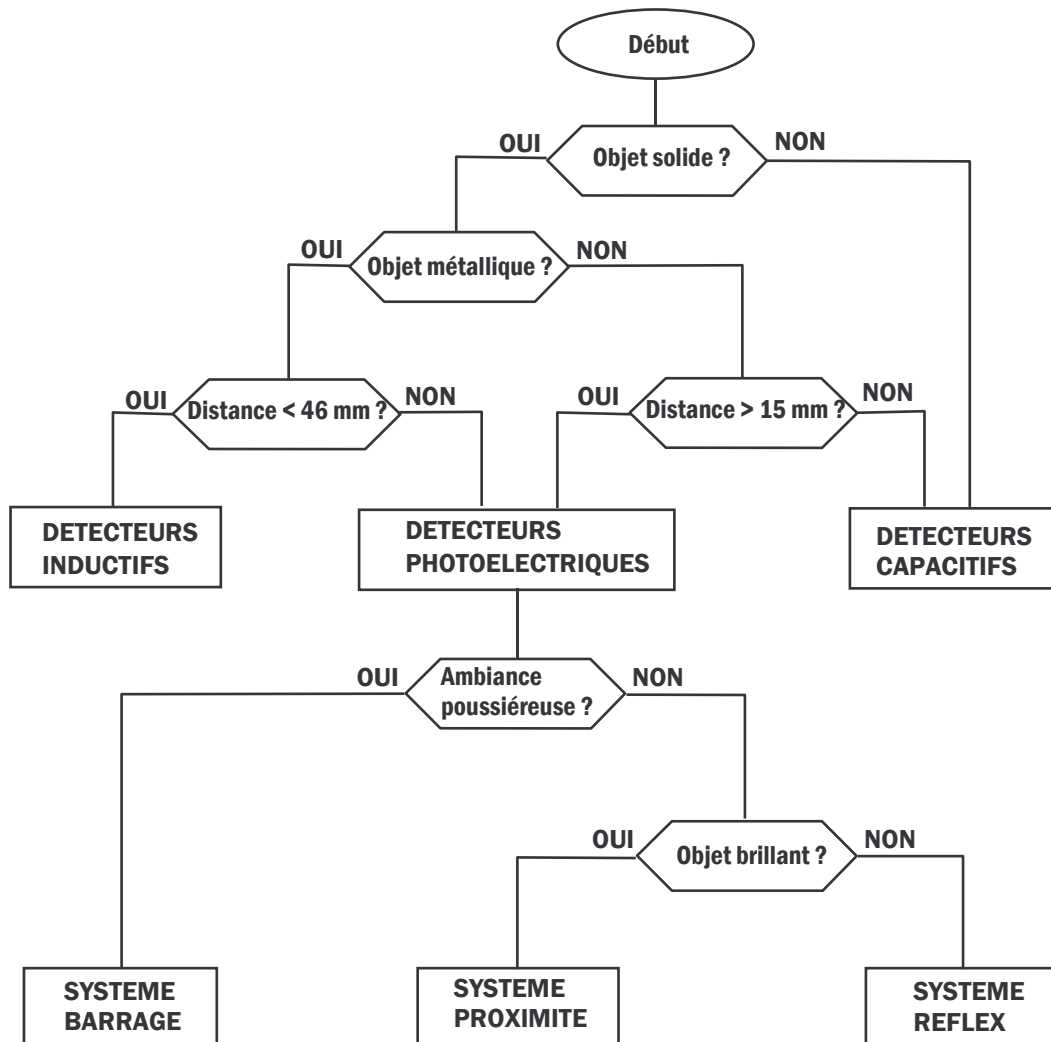 Début
OUI
Objet solide ?
NON
OUI
Objet métallique ?
NON
OUI
Distance < 46 mm ?
NON
OUI
Distance > 15 mm ?
NON
DETECTEURS
INDUCTIFS
DETECTEURS
PHOTOELECTRIQUES
DETECTEURS
CAPACITIFS
OUI
Ambiance
poussiéreuse ?
NON
OUI
Objet brillant ?
NON
SYSTEME
BARRAGE
SYSTEME
PROXIMITE
SYSTEME
REFLEX